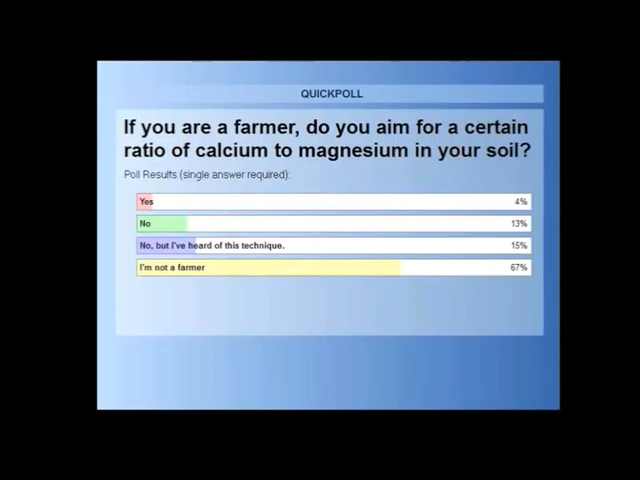 QUICKPOLL
If you are a farmer, do you aim for a certain
ratio of calcium to magnesium in your soil?
Poll Results (single answer required):
Yes 4%
No 13%
No, but I've heard of this technique. 15%
I'm not a farmer 67%